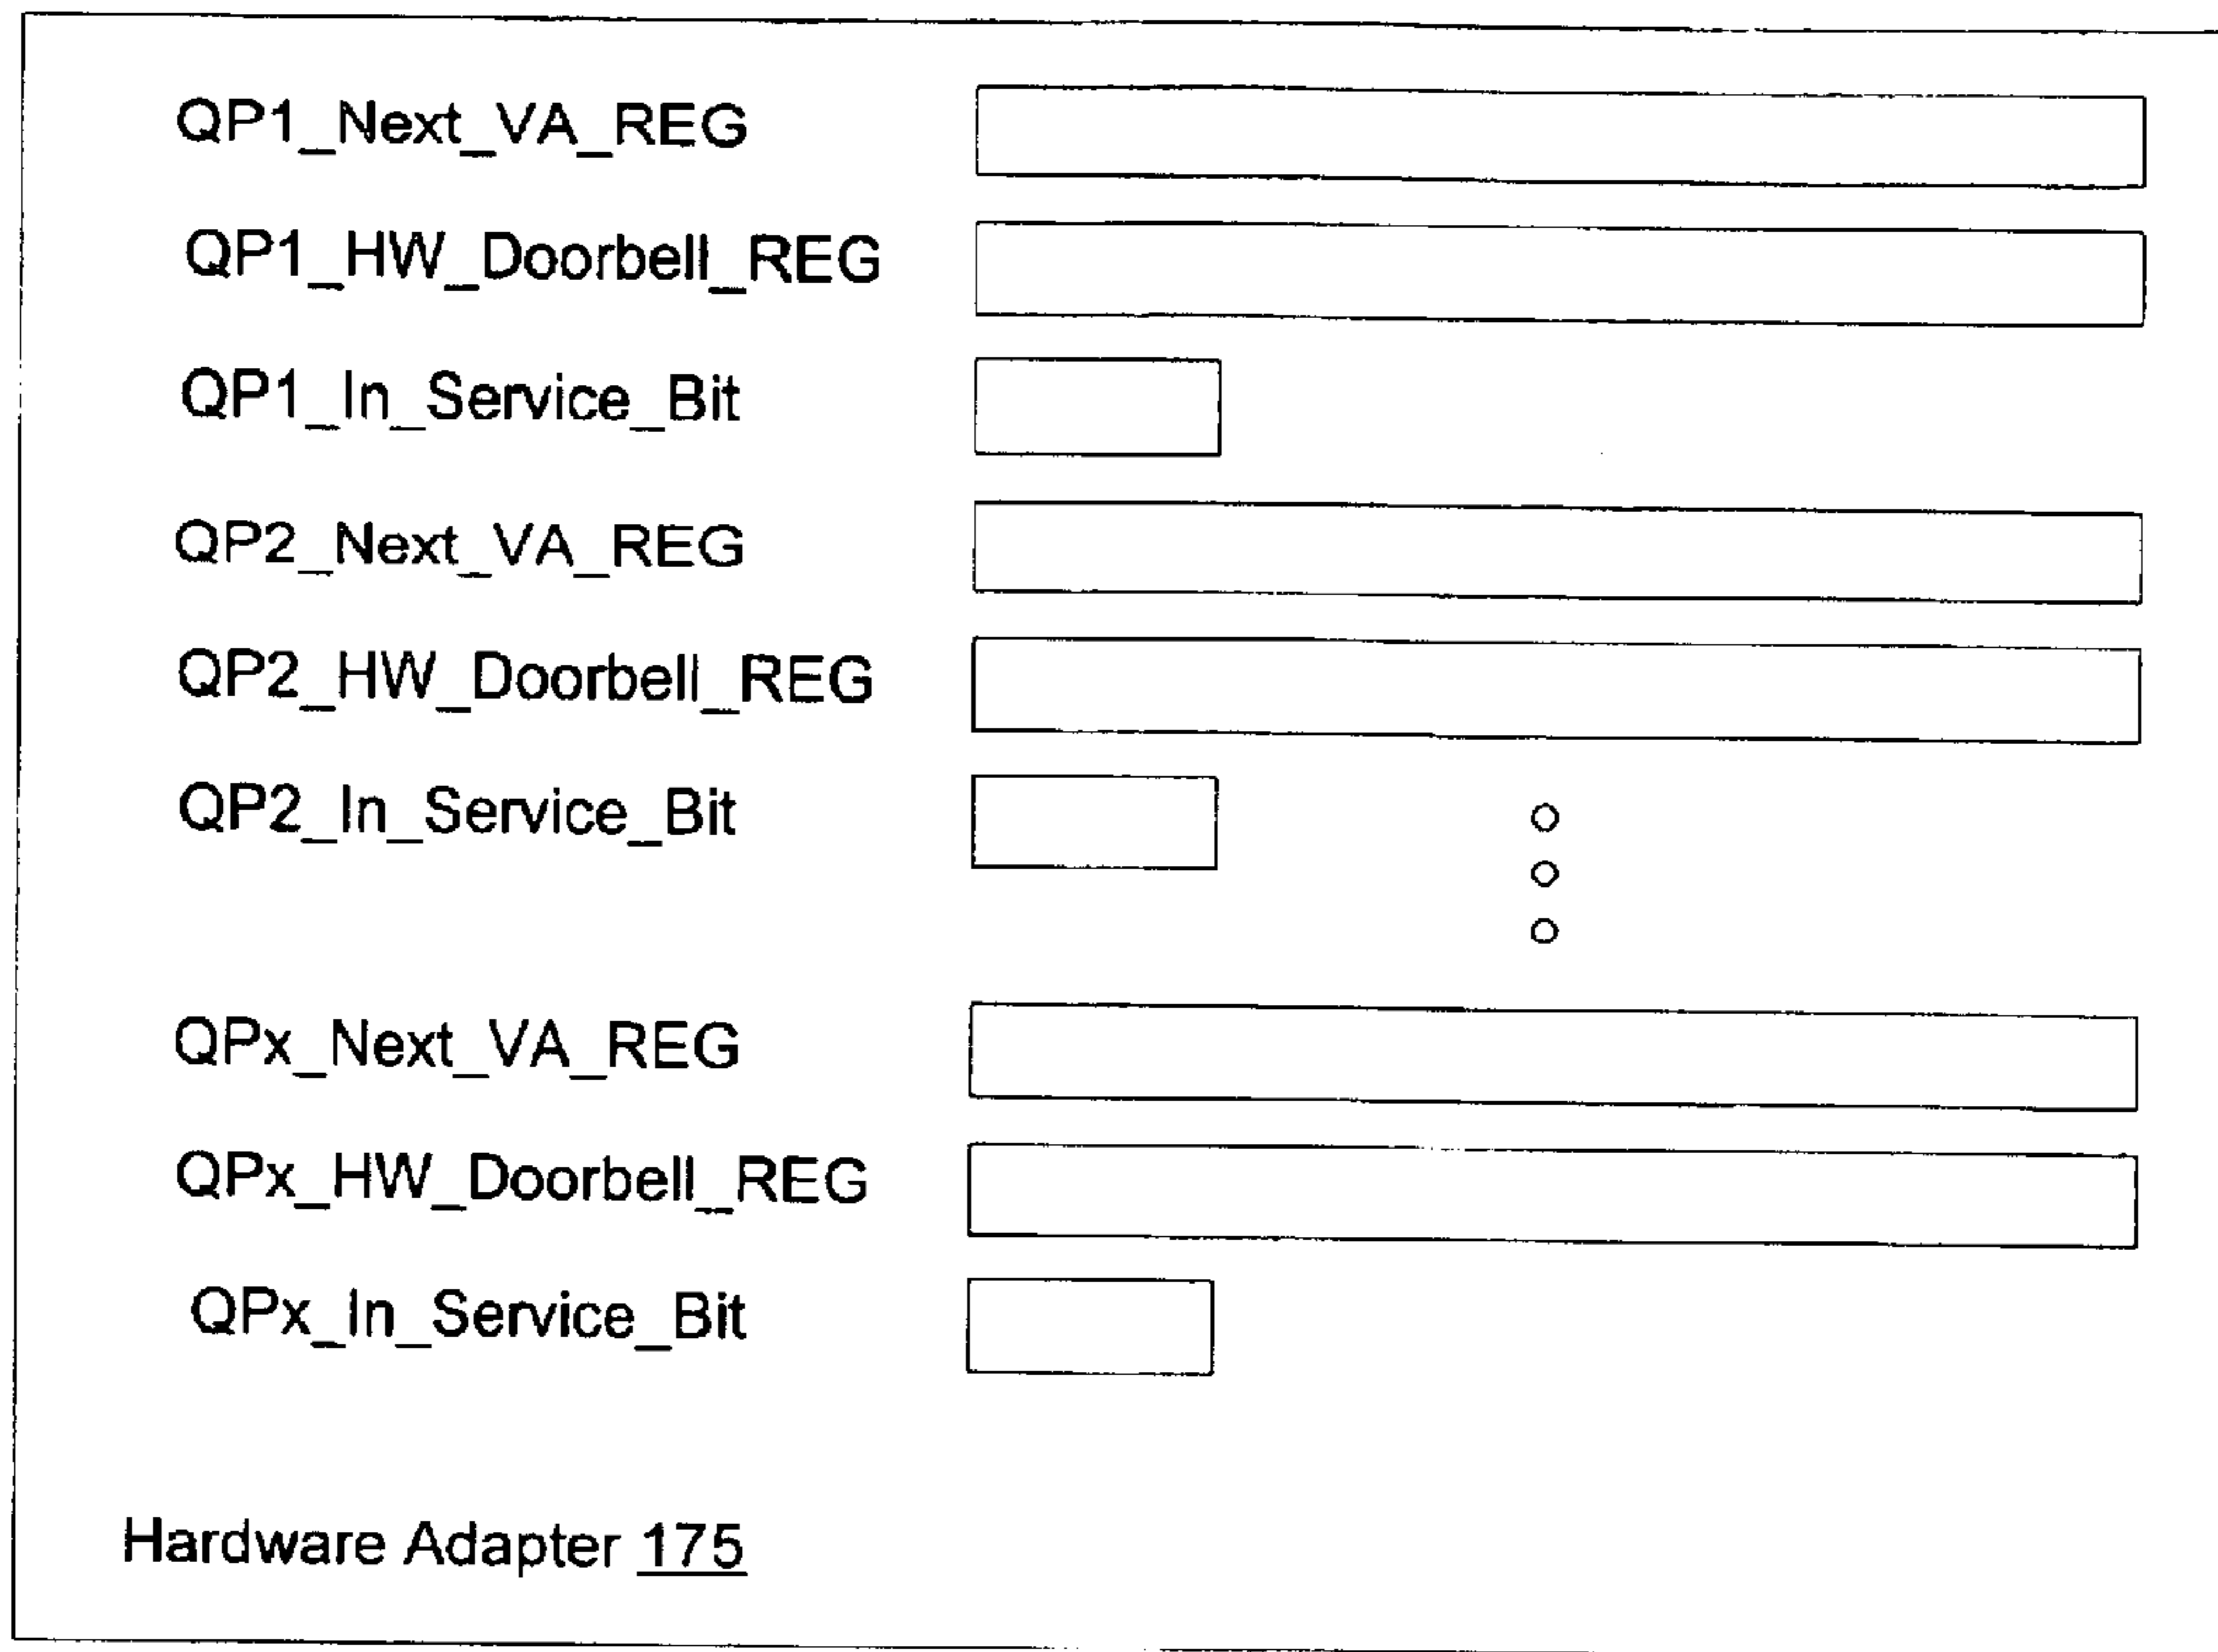 QP1_Next_VA_REG
QP1_HW_Doorbell_REG
QP1_In_Service_Bit
QP2_Next_VA_REG
QP2_HW_Doorbell_REG
QP2_In_Service_Bit
QPx_Next_VA_REG
QPx_HW_Doorbell_REG
QPx_In_Service_Bit
Hardware Adapter 175